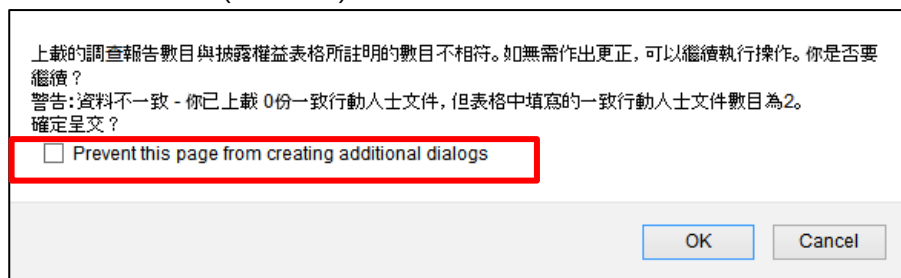 上載的調查報告數目與披露權益表格所註明的數目不相符。如無需作出更正，可以繼續執行操作。你是否要
繼續？
警告：資料不一致 - 你已上載 0份一致行動人士文件，但表格中填寫的一致行動人士文件數目為2。
確定呈交？
Prevent this page from creating additional dialogs
OK
Cancel